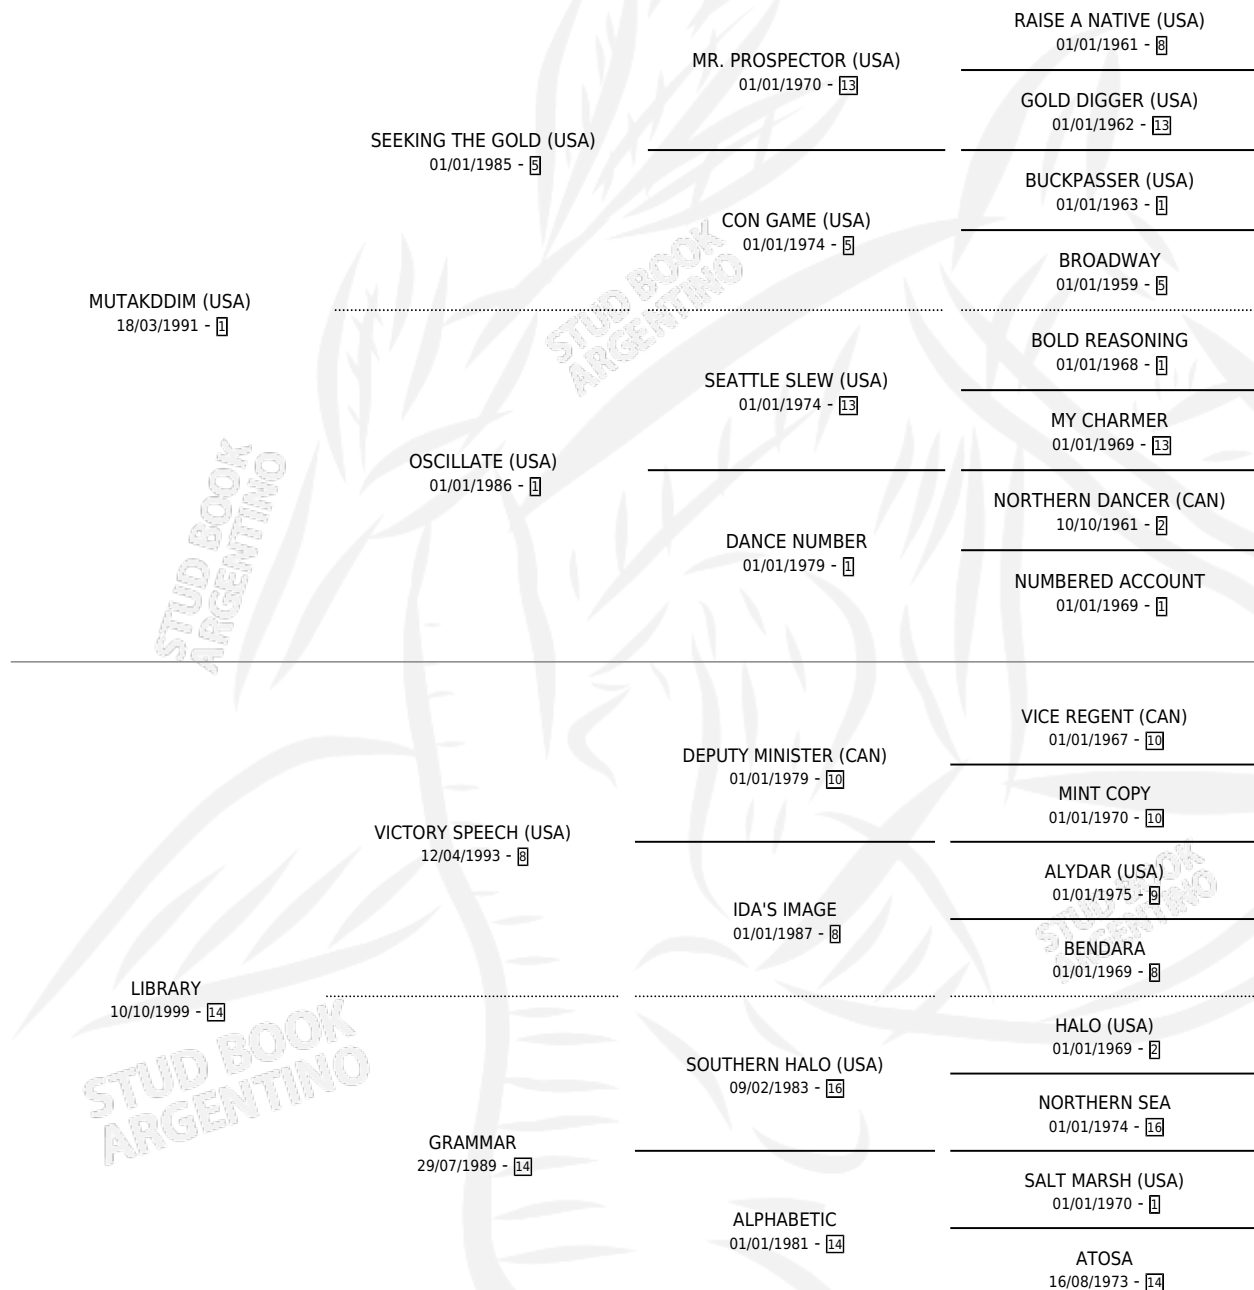 RAISE A NATIVE (USA)
01/01/1961 - 8
MR. PROSPECTOR (USA)
01/01/1970 - 13
GOLD DIGGER (USA)
01/01/1962 - 13
SEEKING THE GOLD (USA)
01/01/1985 - 5
BUCKPASSER (USA)
01/01/1963 - 1
CON GAME (USA)
01/01/1974 - 5
BROADWAY
01/01/1959 - 5
MUTAKDDIM (USA)
18/03/1991 - 1
BOLD REASONING
01/01/1968 - 1
SEATTLE SLEW (USA)
01/01/1974 - 13
MY CHARMER
01/01/1969 - 13
OSCILLATE (USA)
01/01/1986 - 1
NORTHERN DANCER (CAN)
10/10/1961 - 2
DANCE NUMBER
01/01/1979 - 1
NUMBERED ACCOUNT
01/01/1969 - 1
VICE REGENT (CAN)
01/01/1967 - 10
DEPUTY MINISTER (CAN)
01/01/1979 - 10
MINT COPY
01/01/1970 - 10
VICTORY SPEECH (USA)
12/04/1993 - 8
ALYDAR (USA)
01/01/1975 - 9
IDA'S IMAGE
01/01/1987 - 8
BENDARA
01/01/1969 - 8
LIBRARY
10/10/1999 - 14
HALO (USA)
01/01/1969 - 2
SOUTHERN HALO (USA)
09/02/1983 - 16
NORTHERN SEA
01/01/1974 - 16
GRAMMAR
29/07/1989 - 14
SALT MARSH (USA)
01/01/1970 - 1
ALPHABETIC
01/01/1981 - 14
ATOSA
16/08/1973 - 14
STUD BOOK
ARGENTINO
STUD BOOK
ARGENTINO
STUD BOOK
ARGENTINO
STUD BOOK
ARGENTINO